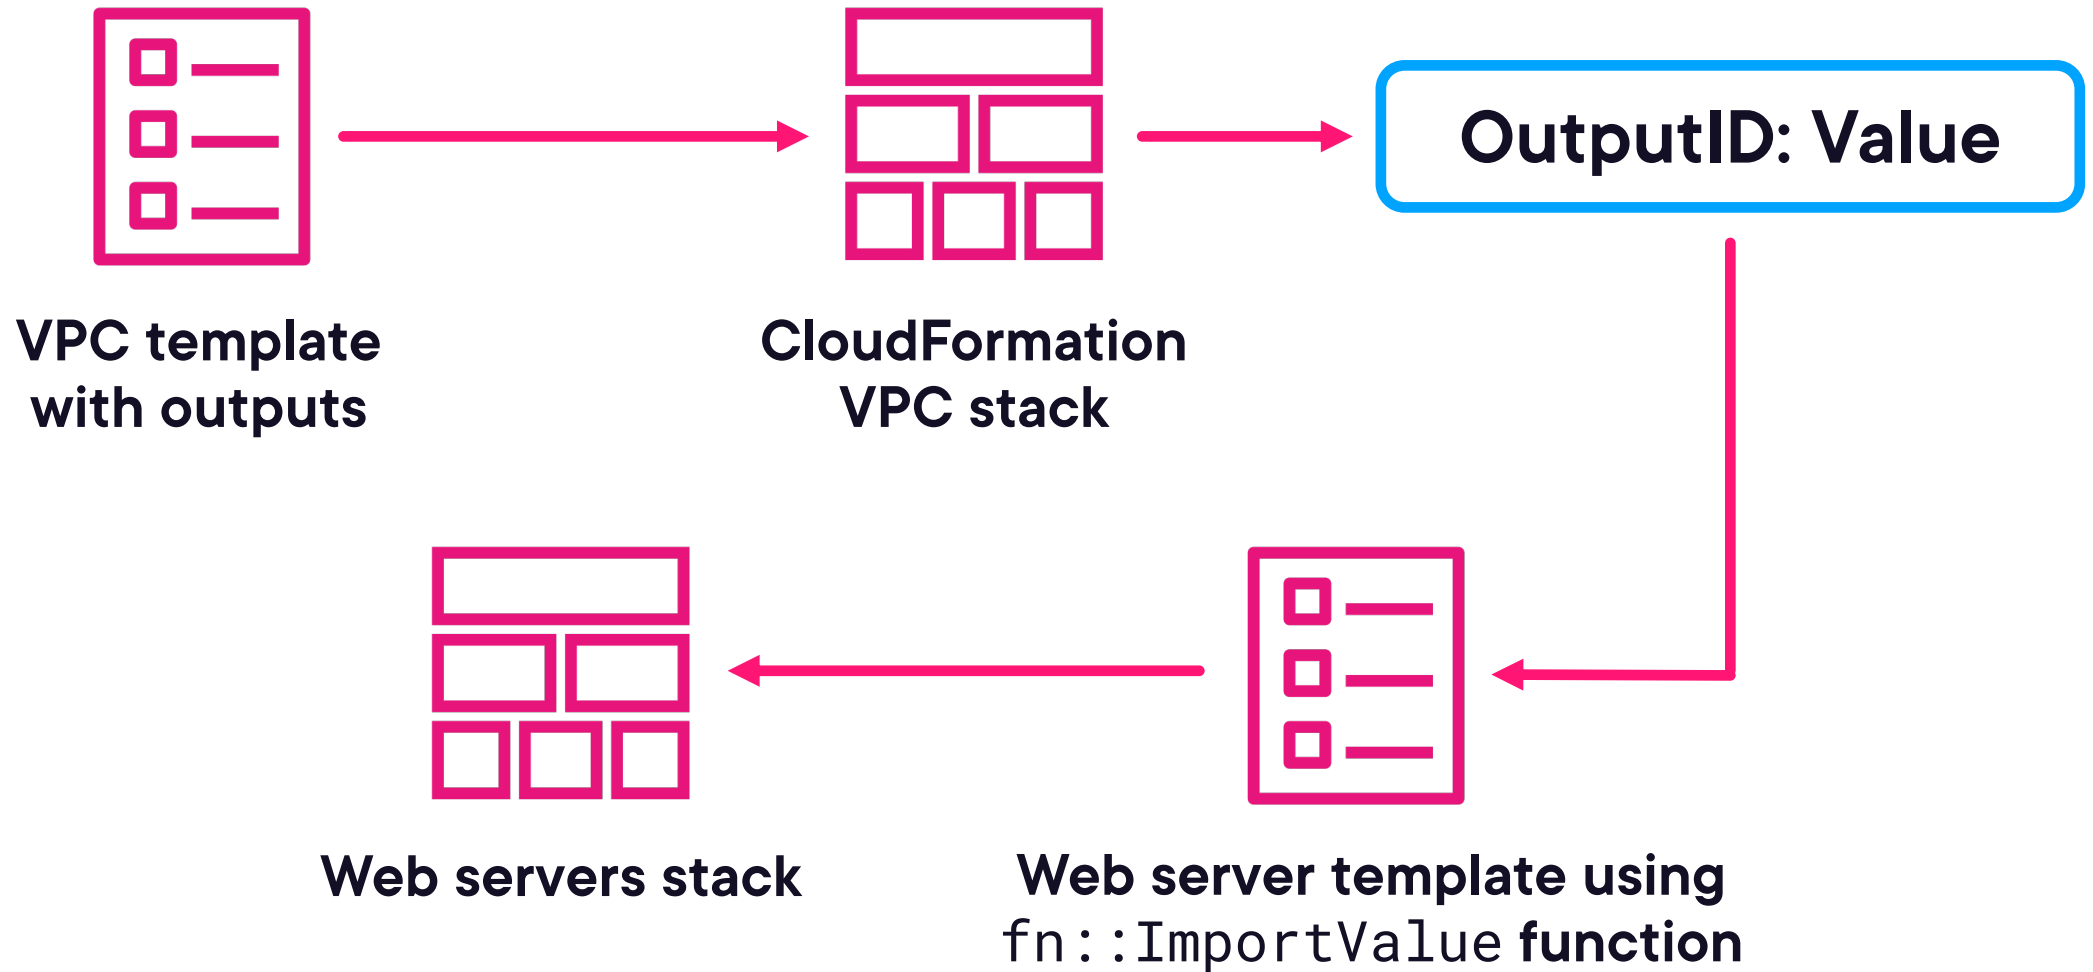 OutputID: Value
VPC template
with outputs
CloudFormation
VPC stack
Web servers stack
Web server template using
fn::ImportValue function